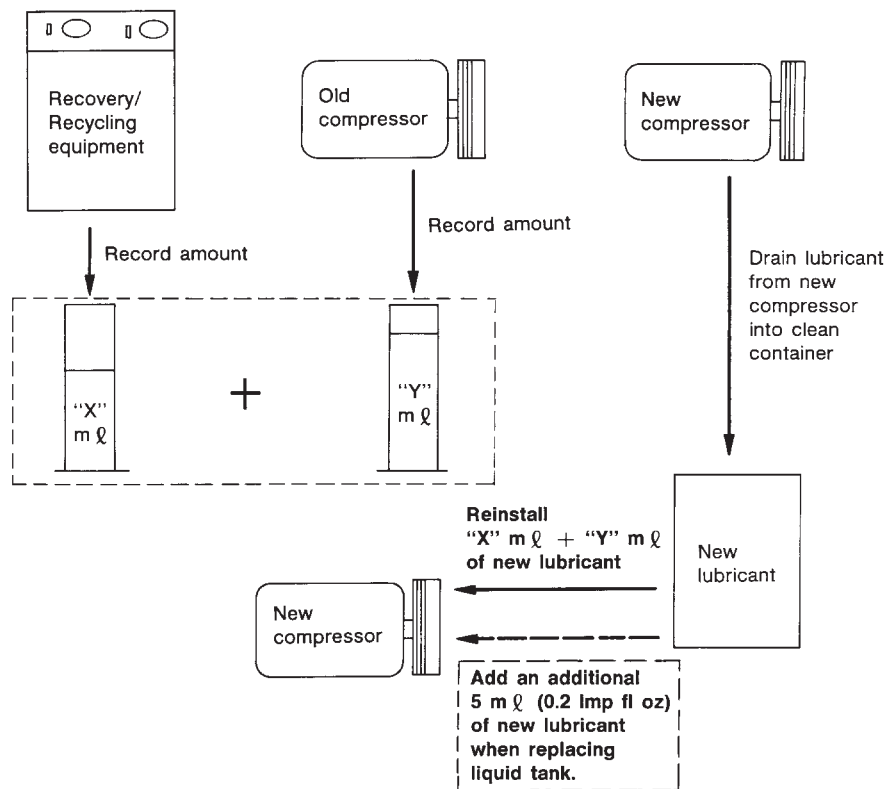 Recovery/
Recycling
equipment
Old
compressor
New
compressor
Record amount
Record amount
Drain lubricant
from new
compressor
into clean
container
“X”
m ℓ
+
“Y”
m ℓ
Reinstall
“X” m ℓ + “Y” m ℓ
of new lubricant
New
lubricant
New
compressor
Add an additional
5 m ℓ (0.2 Imp fl oz)
of new lubricant
when replacing
liquid tank.